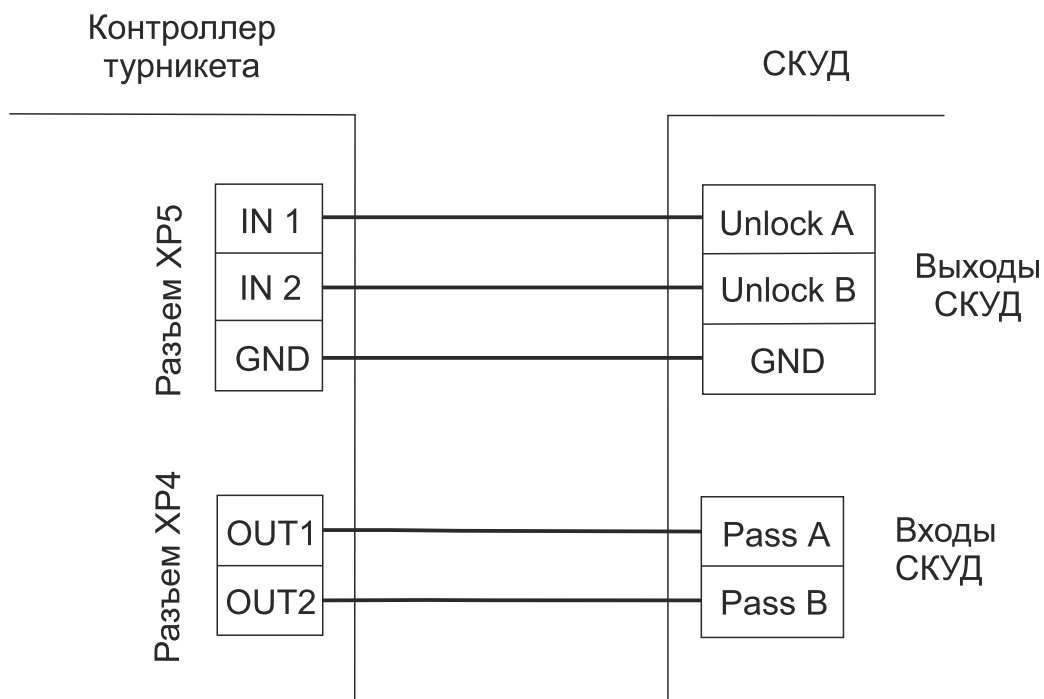 Контроллер
турникета
СКУД
Разъем XP5
IN 1
IN 2
GND
Unlock A
Unlock B
GND
Выходы
СКУД
Разъем XP4
OUT1
OUT2
Pass A
Pass B
Входы
СКУД